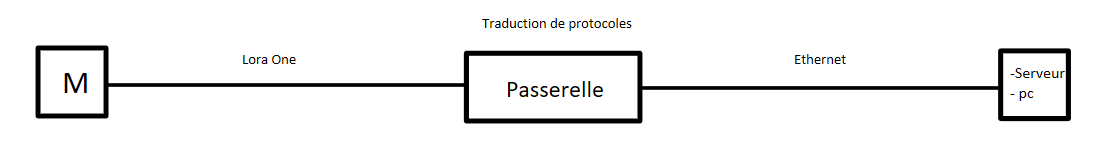 Traduction de protocoles
Lora One
Ethernet
M
Passerelle
-Serveur
- pc